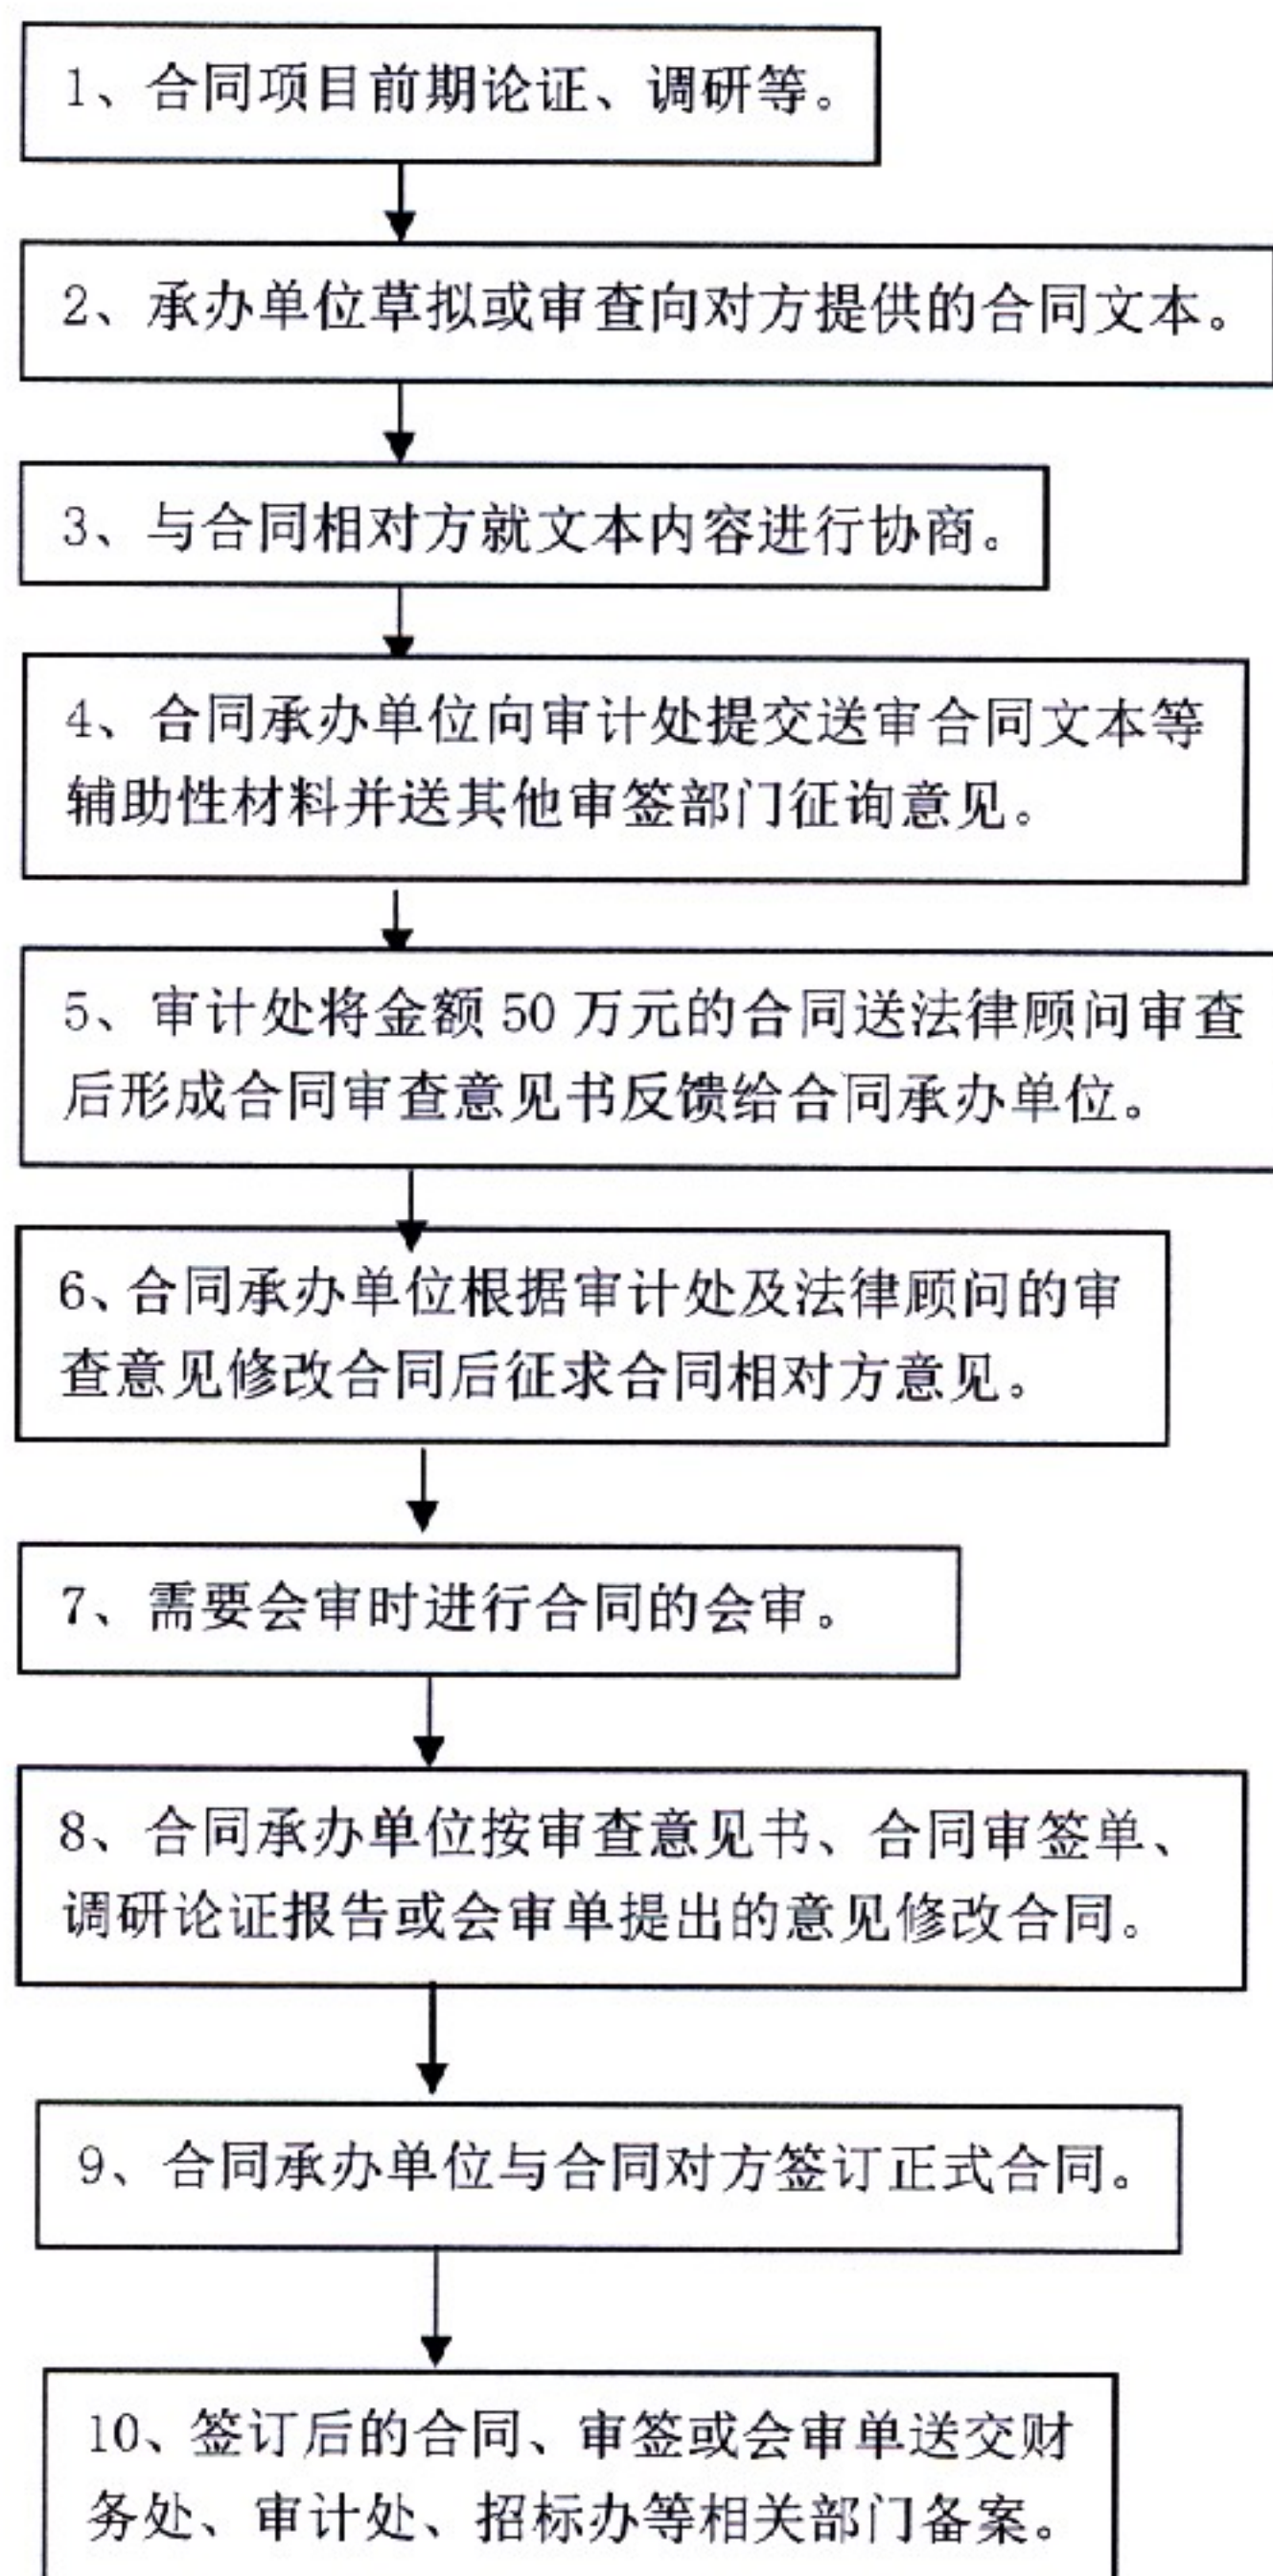 1、合同项目前期论证、调研等。
2、承办单位草拟或审查向对方提供的合同文本。
3、与合同相对方就文本内容进行协商。
4、合同承办单位向审计处提交送审合同文本等
辅助性材料并送其他审签部门征询意见。
5、审计处将金额50万元的合同送法律顾问审查
后形成合同审查意见书反馈给合同承办单位。
6、合同承办单位根据审计处及法律顾问的审
查意见修改合同后征求合同相对方意见。
7、需要会审时进行合同的会审。
8、合同承办单位按审查意见书、合同审签单、
调研论证报告或会审单提出的意见修改合同。
9、合同承办单位与合同对方签订正式合同。
10、签订后的合同、审签或会审单送交财
务处、审计处、招标办等相关部门备案。